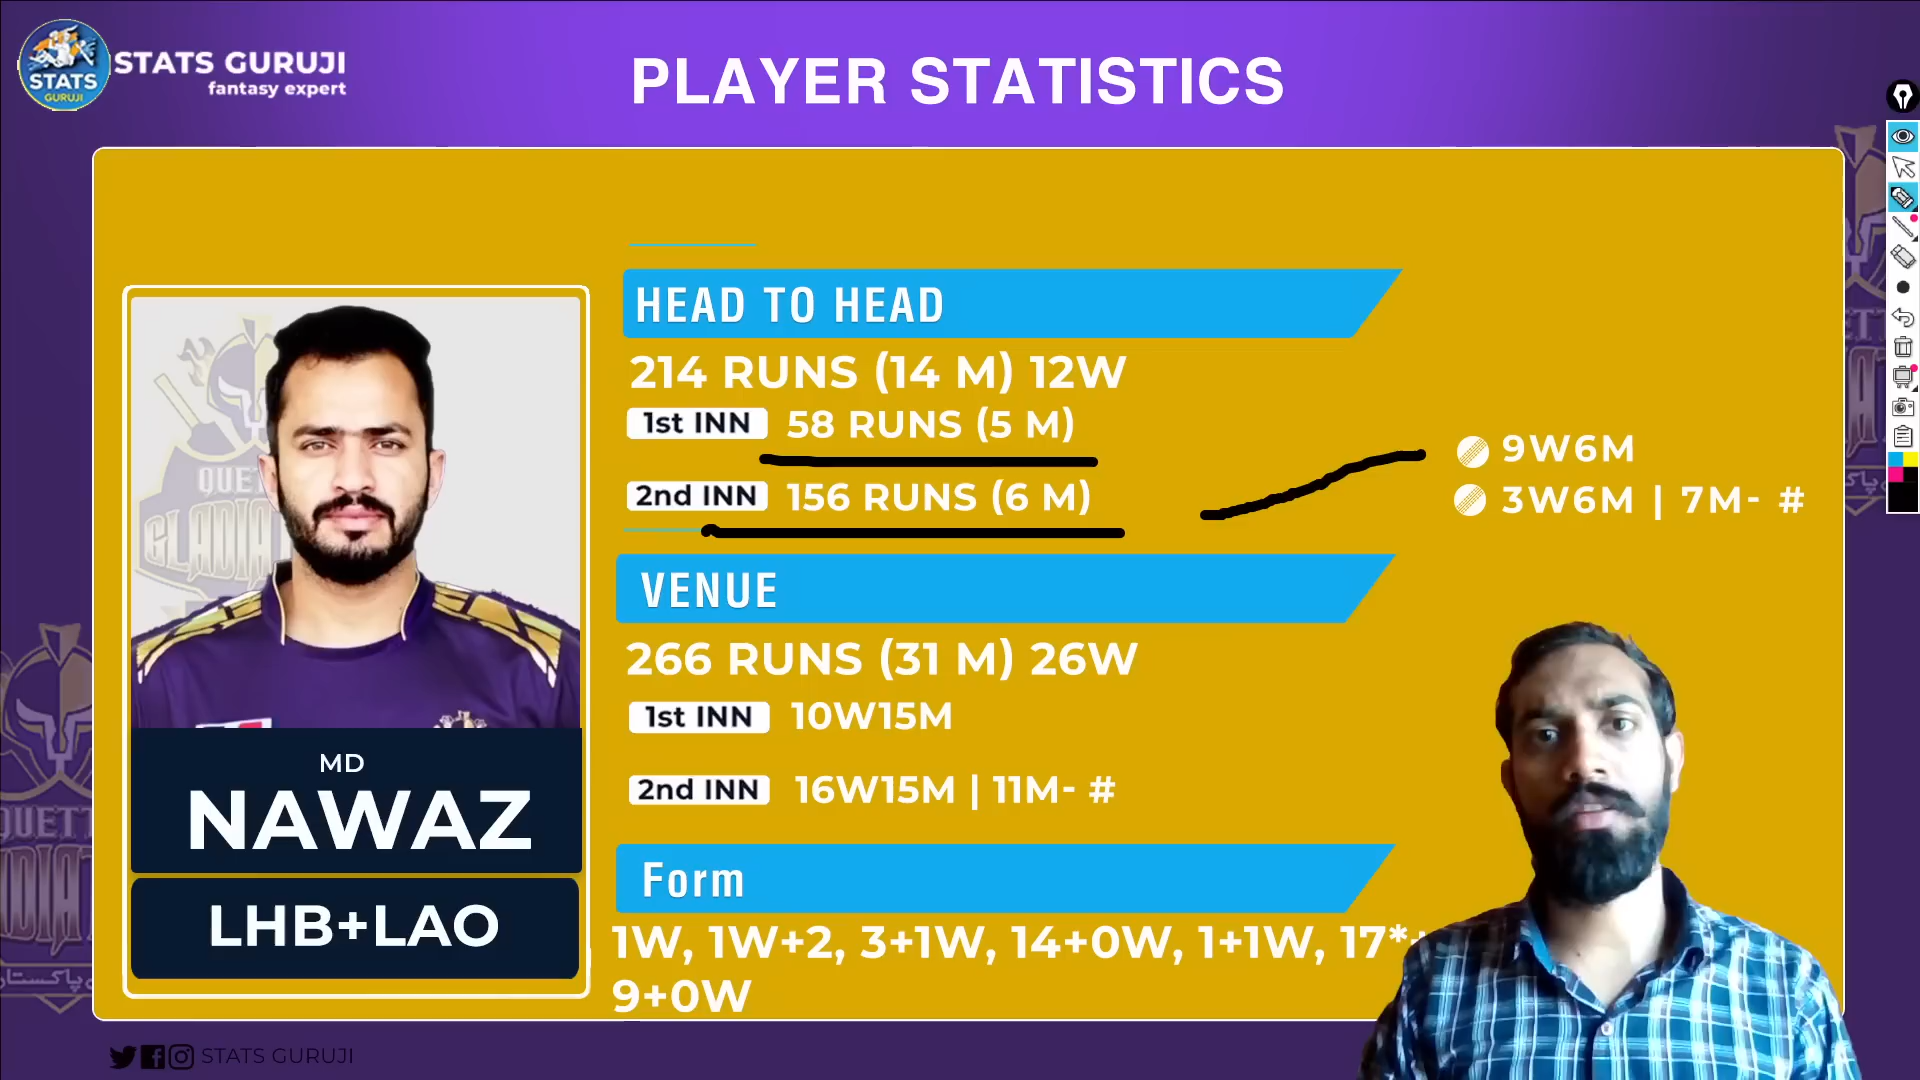 STATS GURUJI
fantasy expert
STATS
GURUJI
PLAYER STATISTICS
HEAD TO HEAD
214 RUNS (14 M) 12W
1st INN 58 RUNS (5 M)
9W6M
2nd INN 156 RUNS (6 M)
3W6M | 7M- #
VENUE
266 RUNS (31 M) 26W
1st INN 10W15M
2nd INN 16W15M | 11M- #
Form
1W, 1W+2, 3+1W, 14+0W, 1+1W, 17*+
9+0W
MD
NAWAZ
LHB+LAO
STATS GURUJI